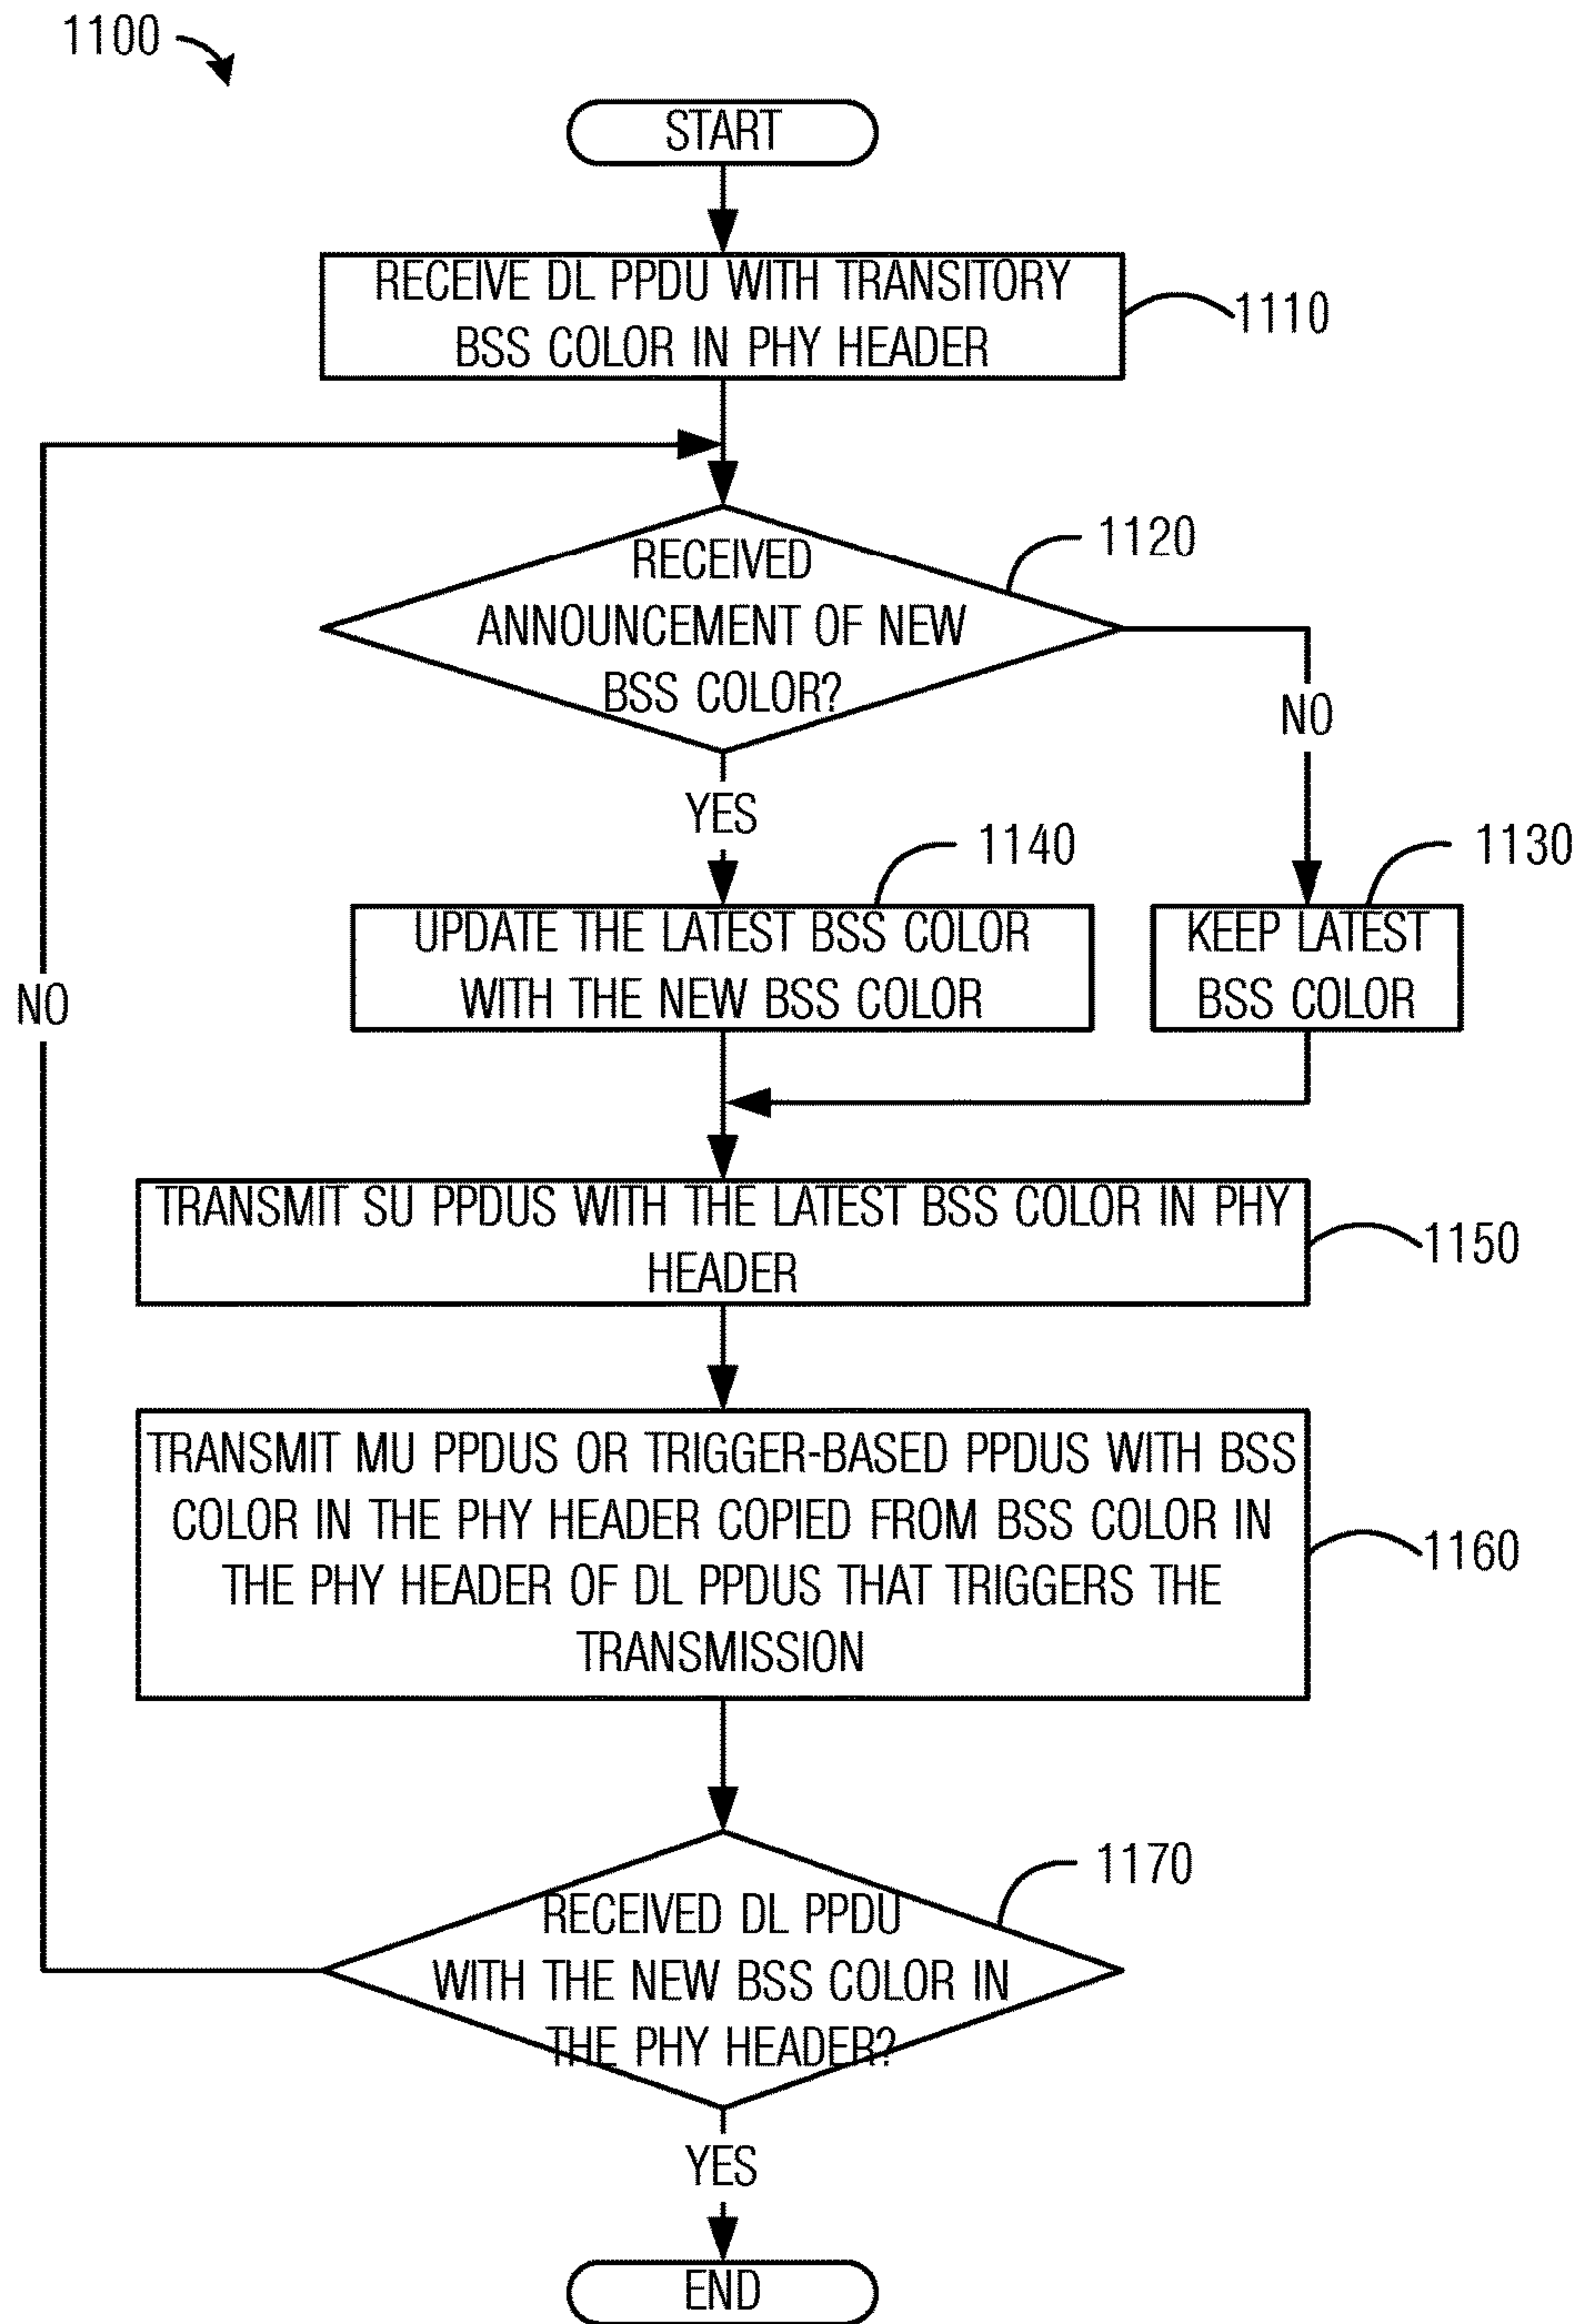 1100
START
RECEIVE DL PPDU WITH TRANSITORY
BSS COLOR IN PHY HEADER
1110
RECEIVED
ANNOUNCEMENT OF NEW
BSS COLOR?
1120
NO
YES
1140
1130
UPDATE THE LATEST BSS COLOR
WITH THE NEW BSS COLOR
KEEP LATEST
BSS COLOR
NO
TRANSMIT SU PPDUS WITH THE LATEST BSS COLOR IN PHY
HEADER
1150
TRANSMIT MU PPDUS OR TRIGGER-BASED PPDUS WITH BSS
COLOR IN THE PHY HEADER COPIED FROM BSS COLOR IN
THE PHY HEADER OF DL PPDUS THAT TRIGGERS THE
TRANSMISSION
1160
1170
RECEIVED DL PPDU
WITH THE NEW BSS COLOR IN
THE PHY HEADER?
YES
END